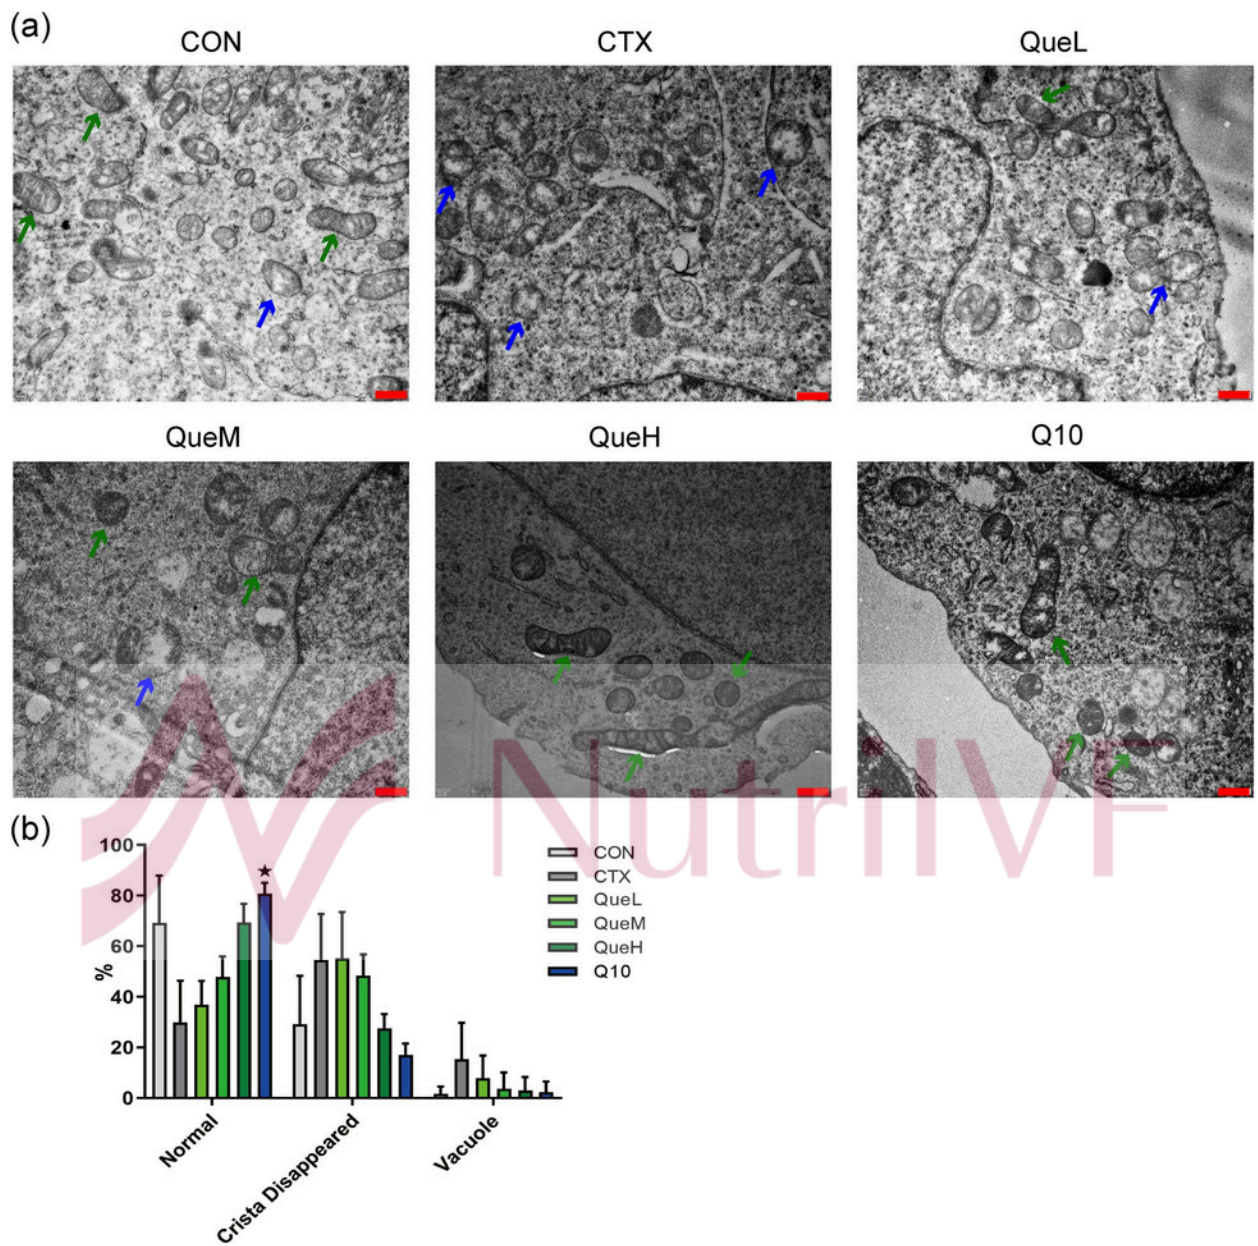 (a)
CON
CTX
QueL
QueM
QueH
Q10
NutriIVF
(b)
100
80
60
40
20
0
%
★
CON
CTX
QueL
QueM
QueH
Q10
Normal
Crista Disappeared
Vacuole